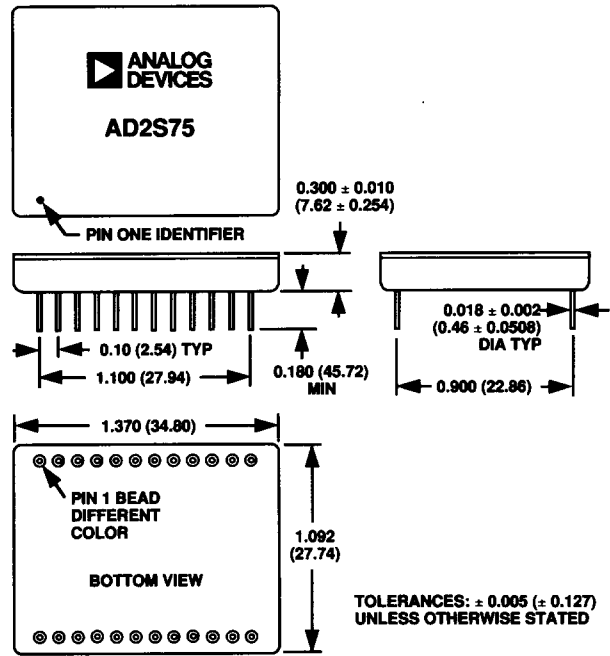 ANALOG
DEVICES
AD2S75
PIN ONE IDENTIFIER
0.300 ± 0.010
(7.62 ± 0.254)
0.10 (2.54) TYP
1.100 (27.94)
0.180 (45.72)
MIN
0.018 ± 0.002
(0.46 ± 0.0508)
DIA TYP
0.900 (22.86)
1.370 (34.80)
PIN 1 BEAD
DIFFERENT
COLOR
1.092
(27.74)
BOTTOM VIEW
TOLERANCES: ± 0.005 (± 0.127)
UNLESS OTHERWISE STATED